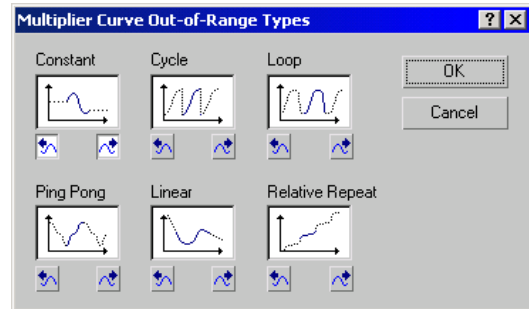 Multiplier Curve Out-of-Range Types
Constant Cycle Loop
OK
Cancel
Ping Pong Linear Relative Repeat